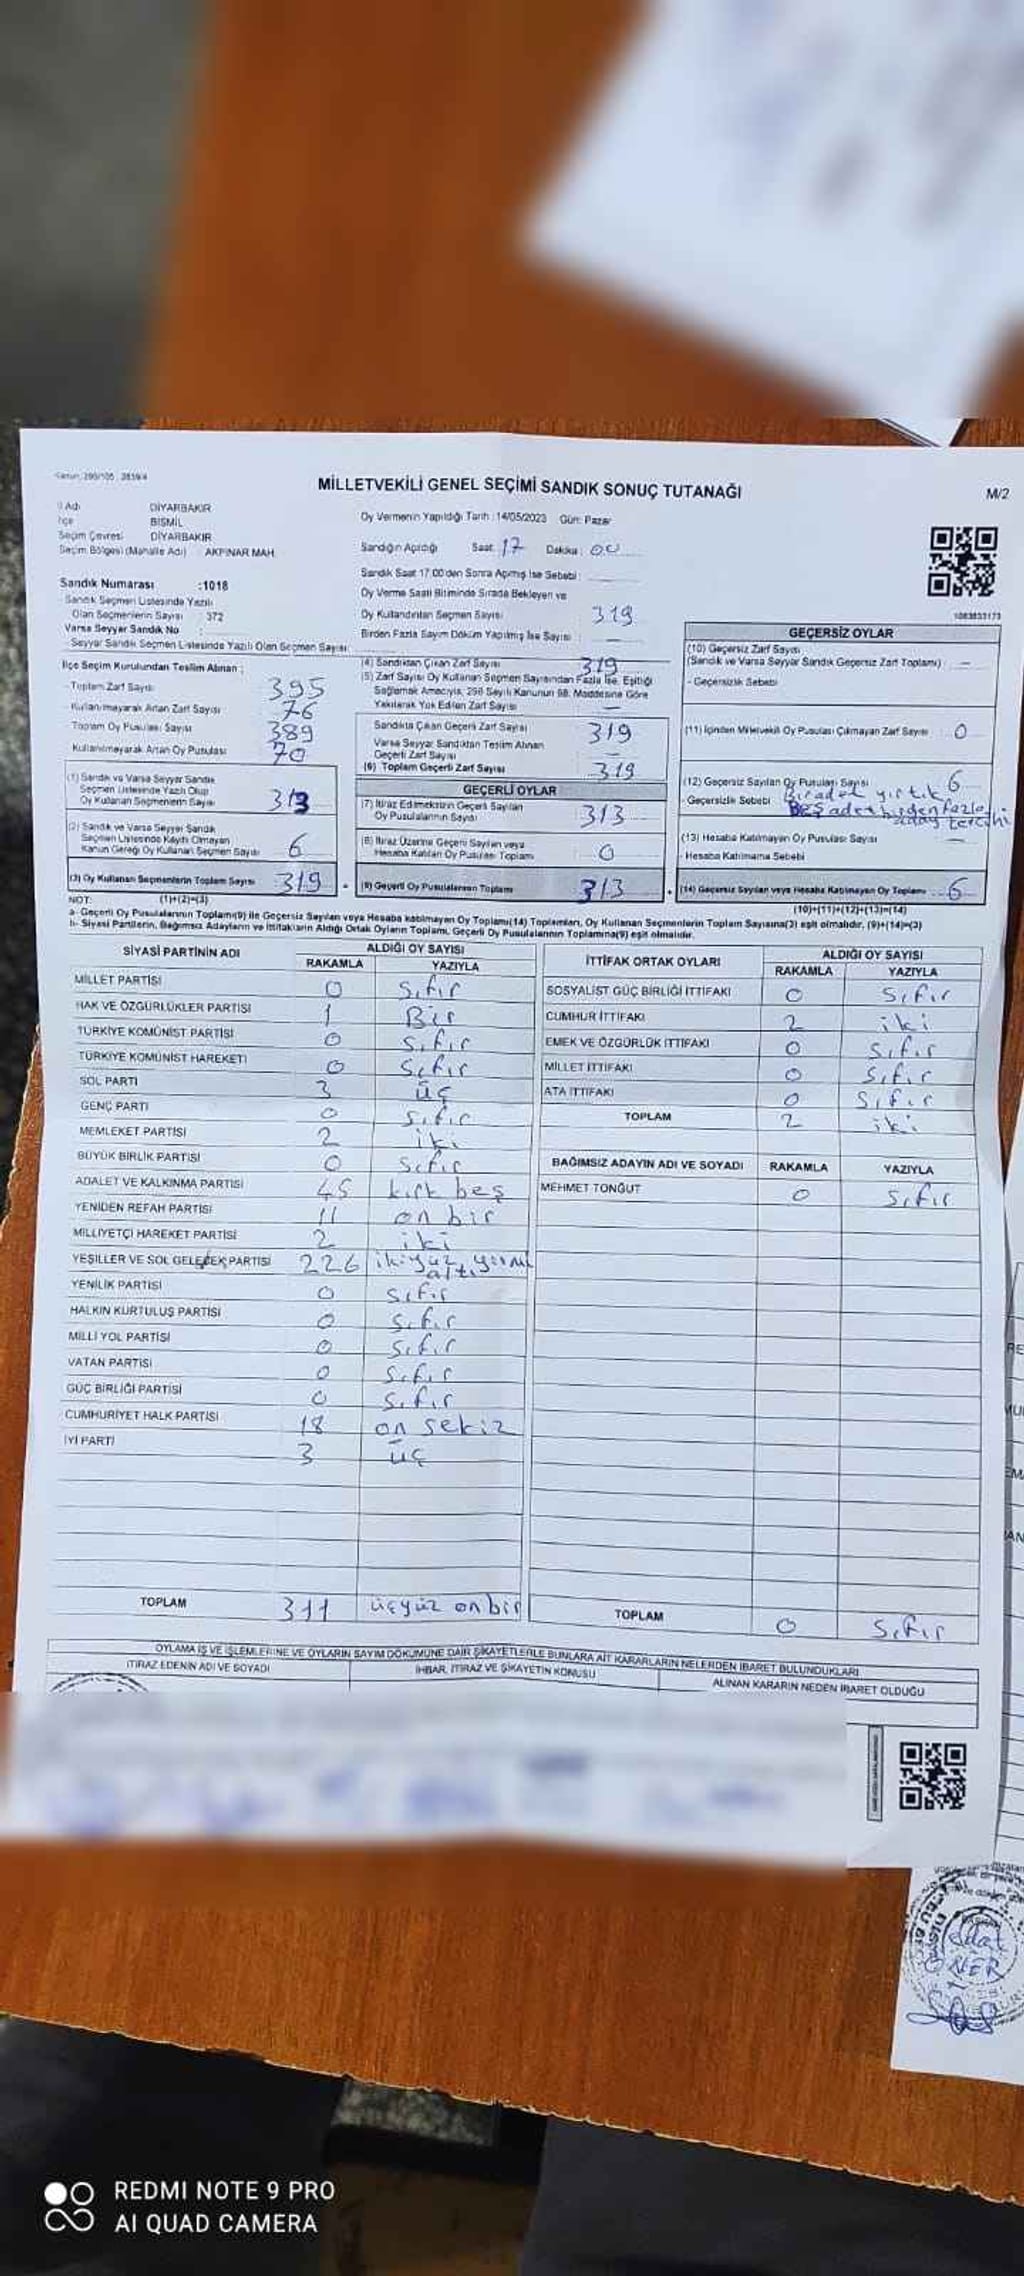 MİLLETVEKİLİ GENEL SEÇİMİ SANDIK SONUÇ TUTANAĞI
M/2
İl Adı DİYARBAKIR
İlçe BİSMİL
Seçim Çevresi DİYARBAKIR
Seçim Bölgesi (Mahalle Adı) : AKPINAR MAH.
Sandık Numarası :1018
Sandık Seçmen Listesinde Yazılı
Olan Seçmenlerin Sayısı : 372
Varsa Seyyar Sandık No :
Seyyar Sandık Seçmen Listesinde Yazılı Olan Seçmen Sayısı:
Oy Vermenin Yapıldığı Tarih : 14/05/2023 Gün: Pazar
Sandığın Açıldığı Saat: 17 Dakika : 00
Sandık Saat 17.00'den Sonra Açılmış İse Sebebi :
Oy Verme Saati Bitiminde Sırada Bekleyen ve
Oy Kullandırılan Seçmen Sayısı 319
Birden Fazla Sayım Döküm Yapılmış İse Sayısı : —
1083833173
İlçe Seçim Kurulundan Teslim Alınan ;
- Toplam Zarf Sayısı 395
- Kullanılmayarak Artan Zarf Sayısı 76
Toplam Oy Pusulası Sayısı 389
Kullanılmayarak Artan Oy Pusulası 70
(1) Sandık ve Varsa Seyyar Sandık
Seçmen Listesinde Yazılı Olup
Oy Kullanan Seçmenlerin Sayısı 313
(2) Sandık ve Varsa Seyyar Sandık
Seçmen Listesinde Kayıtlı Olmayan
Kanun Gereği Oy Kullanan Seçmen Sayısı 6
(3) Oy Kullanan Seçmenlerin Toplam Sayısı 319
(1)+(2)=(3)
(4) Sandıktan Çıkan Zarf Sayısı 319
(5) Zarf Sayısı Oy Kullanan Seçmen Sayısından Fazla İse, Eşitliği
Sağlamak Amacıyla, 298 Sayılı Kanunun 98. Maddesine Göre
Yakılarak Yok Edilen Zarf Sayısı —
Sandıkta Çıkan Geçerli Zarf Sayısı 319
Varsa Seyyar Sandıktan Teslim Alınan
Geçerli Zarf Sayısı —
(6) Toplam Geçerli Zarf Sayısı 319
GEÇERLİ OYLAR
(7) İtiraz Edilmeksizin Geçerli Sayılan
Oy Pusulalarının Sayısı 313
(8) İtiraz Üzerine Geçerli Sayılan veya
Hesaba Katılan Oy Pusulası Toplamı 0
(9) Geçerli Oy Pusulalarının Toplamı 313
GEÇERSİZ OYLAR
(10) Geçersiz Zarf Sayısı
(Sandık ve Varsa Seyyar Sandık Geçersiz Zarf Toplamı) —
- Geçersizlik Sebebi
(11) İçinden Milletvekili Oy Pusulası Çıkmayan Zarf Sayısı 0
(12) Geçersiz Sayılan Oy Pusulası Sayısı 6
- Geçersizlik Sebebi Bir adet yırtık
Beş adet birden fazla
aday tercihi
(13) Hesaba Katılmayan Oy Pusulası Sayısı —
- Hesaba Katılmama Sebebi
(14) Geçersiz Sayılan veya Hesaba Katılmayan Oy Toplamı 6
(10)+(11)+(12)+(13)=(14)
NOT:
a- Geçerli Oy Pusulalarının Toplamı(9) ile Geçersiz Sayılan veya Hesaba katılmayan Oy Toplamı(14) Toplamları, Oy Kullanan Seçmenlerin Toplam Sayısına(3) eşit olmalıdır. (9)+(14)=(3)
b- Siyasi Partilerin, Bağımsız Adayların ve İttifakların Aldığı Ortak Oyların Toplamı, Geçerli Oy Pusulalarının Toplamına(9) eşit olmalıdır.
SİYASİ PARTİNİN ADI ALDIĞI OY SAYISI
RAKAMLA YAZIYLA
MİLLET PARTİSİ 0 Sıfır
HAK VE ÖZGÜRLÜKLER PARTİSİ 1 Bir
TÜRKİYE KOMÜNİST PARTİSİ 0 Sıfır
TÜRKİYE KOMÜNİST HAREKETİ 0 Sıfır
SOL PARTİ 3 üç
GENÇ PARTİ 0 Sıfır
MEMLEKET PARTİSİ 2 iki
BÜYÜK BİRLİK PARTİSİ 0 Sıfır
ADALET VE KALKINMA PARTİSİ 45 kırk beş
YENİDEN REFAH PARTİSİ 11 on bir
MİLLİYETÇİ HAREKET PARTİSİ 2 iki
YEŞİLLER VE SOL GELECEK PARTİSİ 226 ikiyüz yirmi
altı
YENİLİK PARTİSİ 0 Sıfır
HALKIN KURTULUŞ PARTİSİ 0 Sıfır
MİLLİ YOL PARTİSİ 0 Sıfır
VATAN PARTİSİ 0 Sıfır
GÜÇ BİRLİĞİ PARTİSİ 0 Sıfır
CUMHURİYET HALK PARTİSİ 18 on sekiz
İYİ PARTİ 3 üç
TOPLAM 311 üçyüz on bir
İTTİFAK ORTAK OYLARI ALDIĞI OY SAYISI
RAKAMLA YAZIYLA
SOSYALİST GÜÇ BİRLİĞİ İTTİFAKI 0 Sıfır
CUMHUR İTTİFAKI 2 iki
EMEK VE ÖZGÜRLÜK İTTİFAKI 0 Sıfır
MİLLET İTTİFAKI 0 Sıfır
ATA İTTİFAKI 0 Sıfır
TOPLAM 2 iki
BAĞIMSIZ ADAYIN ADI VE SOYADI RAKAMLA YAZIYLA
MEHMET TONĞUT 0 Sıfır
TOPLAM 0 Sıfır
OYLAMA İŞ VE İŞLEMLERİNE VE OYLARIN SAYIM DÖKÜMÜNE DAİR ŞİKAYETLERLE BUNLARA AİT KARARLARIN NELERDEN İBARET BULUNDUKLARI
İTİRAZ EDENİN ADI VE SOYADI İHBAR, İTİRAZ VE ŞİKAYETİN KONUSU ALINAN KARARIN NEDEN İBARET OLDUĞU
ÖNER
REDMI NOTE 9 PRO
AI QUAD CAMERA